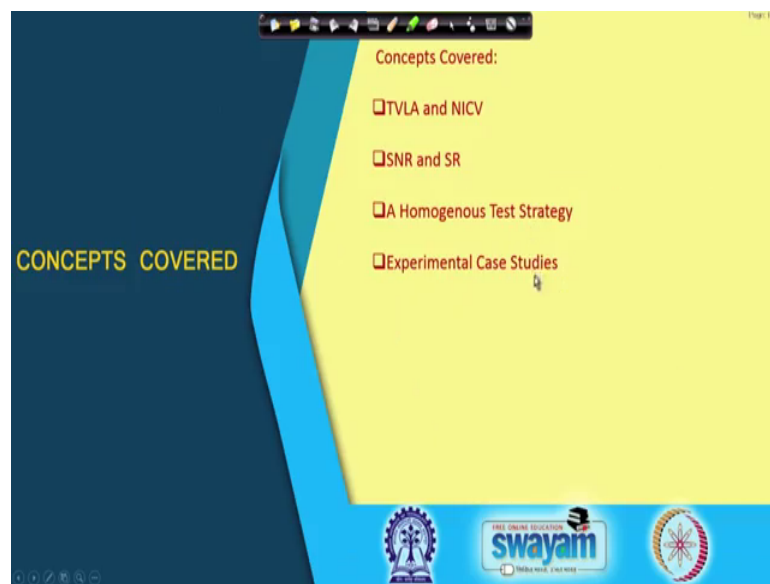 Concepts Covered:
❑TVLA and NICV
❑SNR and SR
❑A Homogenous Test Strategy
❑Experimental Case Studies
CONCEPTS COVERED
FREE ONLINE EDUCATION
swayam